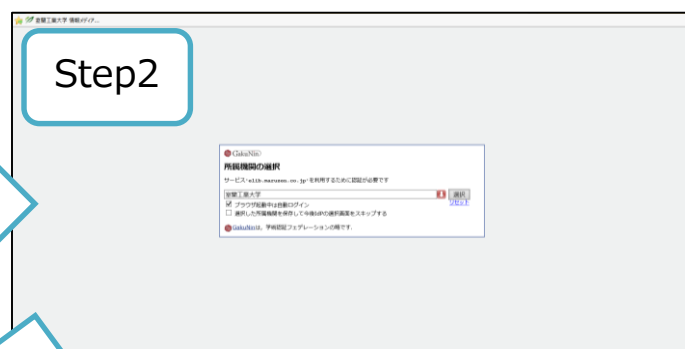 室蘭工業大学 情報メディア...
Step2
GakuNin
所属機関の選択
サービス'elib.maruzen.co.jp'を利用するために認証が必要です
室蘭工業大学
選択
ブラウザ起動中は自動ログイン
リセット
選択した所属機関を保存して今後IdPの選択画面をスキップする
GakuNinは、学術認証フェデレーションの略です.